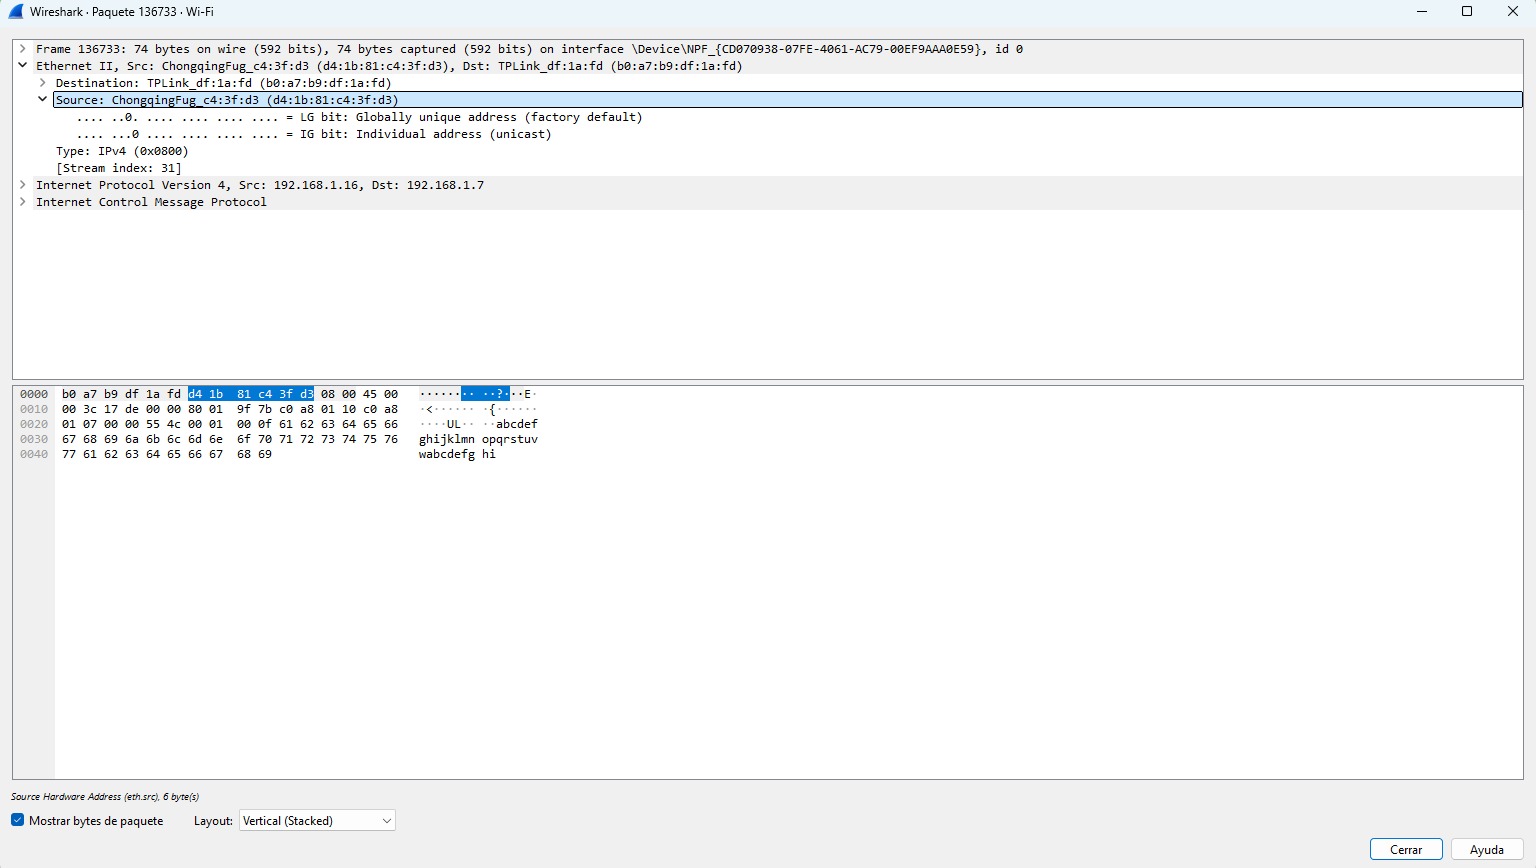 Wireshark · Paquete 136733 · Wi-Fi
Frame 136733: 74 bytes on wire (592 bits), 74 bytes captured (592 bits) on interface \Device\NPF_{CD070938-07FE-4061-AC79-00EF9AAA0E59}, id 0
Ethernet II, Src: ChongqingFug_c4:3f:d3 (d4:1b:81:c4:3f:d3), Dst: TPLink_df:1a:fd (b0:a7:b9:df:1a:fd)
Destination: TPLink_df:1a:fd (b0:a7:b9:df:1a:fd)
Source: ChongqingFug_c4:3f:d3 (d4:1b:81:c4:3f:d3)
.... ..0. .... .... .... .... = LG bit: Globally unique address (factory default)
.... ...0 .... .... .... .... = IG bit: Individual address (unicast)
Type: IPv4 (0x0800)
[Stream index: 31]
Internet Protocol Version 4, Src: 192.168.1.16, Dst: 192.168.1.7
Internet Control Message Protocol
0000 b0 a7 b9 df 1a fd d4 1b 81 c4 3f d3 08 00 45 00 ········ ··?···E·
0010 00 3c 17 de 00 00 80 01 9f 7b c0 a8 01 10 c0 a8 ·<······ ·{······
0020 01 07 00 00 55 4c 00 01 00 0f 61 62 63 64 65 66 ····UL·· ··abcdef
0030 67 68 69 6a 6b 6c 6d 6e 6f 70 71 72 73 74 75 76 ghijklmn opqrstuv
0040 77 61 62 63 64 65 66 67 68 69 wabcdefg hi
Source Hardware Address (eth.src), 6 byte(s)
Mostrar bytes de paquete Layout: Vertical (Stacked)
Cerrar Ayuda